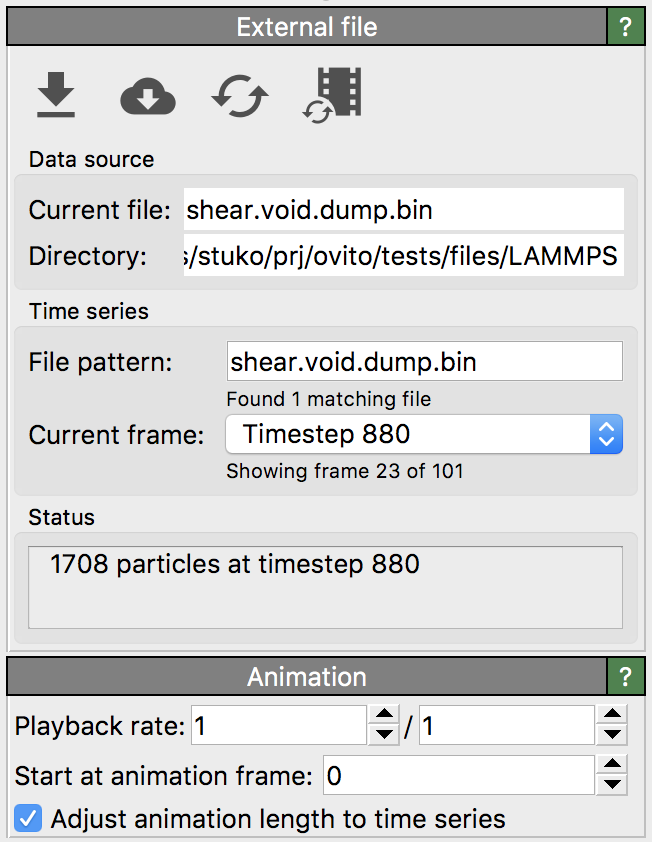 External file ?
Data source
Current file: shear.void.dump.bin
Directory: /stuko/prj/ovito/tests/files/LAMMPS
Time series
File pattern: shear.void.dump.bin
Found 1 matching file
Current frame: Timestep 880
Showing frame 23 of 101
Status
1708 particles at timestep 880
Animation ?
Playback rate: 1 / 1
Start at animation frame: 0
Adjust animation length to time series